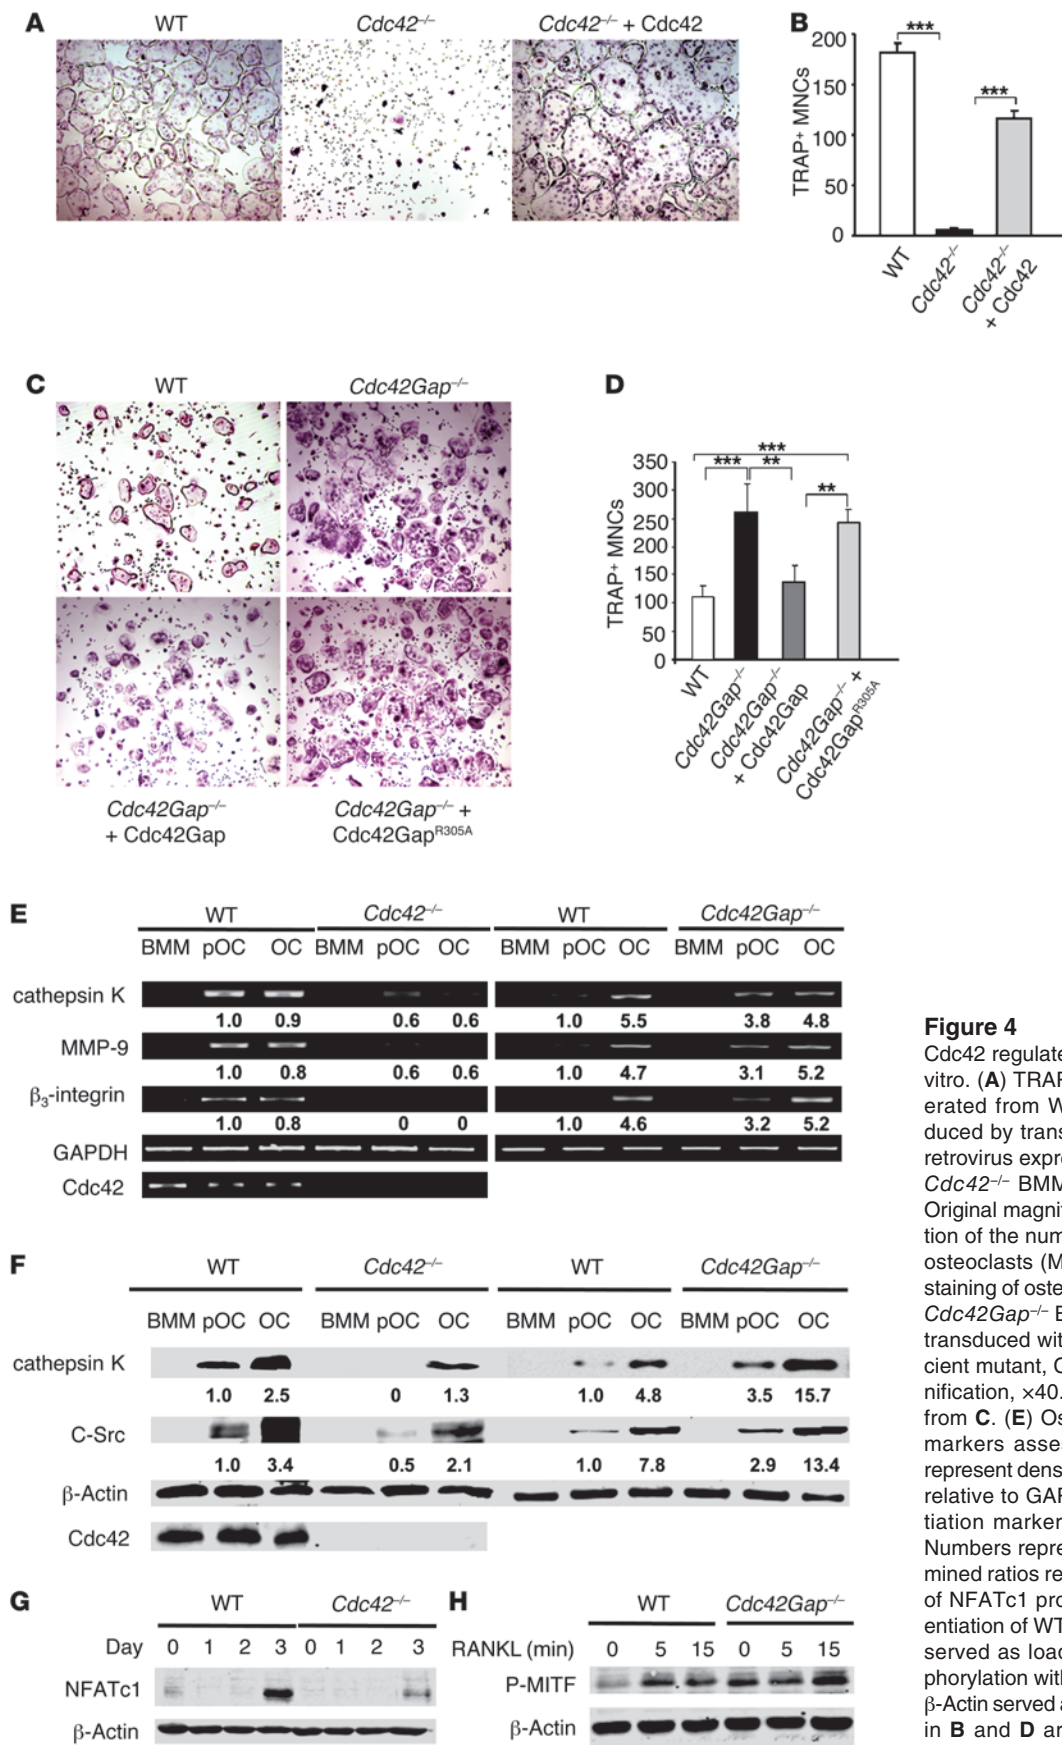 A
WT
Cdc42–/–
Cdc42–/– + Cdc42
B
***
***
200
150
100
50
0
TRAP+ MNCs
WT
Cdc42–/–
Cdc42–/–
+ Cdc42
C
WT
Cdc42Gap–/–
Cdc42Gap–/–
+ Cdc42Gap
Cdc42Gap–/– +
Cdc42GapR305A
D
***
*** **
**
350
300
250
200
150
100
50
0
TRAP+ MNCs
WT
Cdc42Gap–/–
Cdc42Gap–/–
+ Cdc42Gap
Cdc42Gap–/– +
Cdc42GapR305A
E
WT Cdc42–/– WT Cdc42Gap–/–
BMM pOC OC BMM pOC OC BMM pOC OC BMM pOC OC
cathepsin K
1.0 0.9 0.6 0.6 1.0 5.5 3.8 4.8
MMP-9
1.0 0.8 0.6 0.6 1.0 4.7 3.1 5.2
β3-integrin
1.0 0.8 0 0 1.0 4.6 3.2 5.2
GAPDH
Cdc42
F
WT Cdc42–/– WT Cdc42Gap–/–
BMM pOC OC BMM pOC OC BMM pOC OC BMM pOC OC
cathepsin K
1.0 2.5 0 1.3 1.0 4.8 3.5 15.7
C-Src
1.0 3.4 0.5 2.1 1.0 7.8 2.9 13.4
β-Actin
Cdc42
G
WT Cdc42–/–
Day 0 1 2 3 0 1 2 3
NFATc1
β-Actin
H
WT Cdc42Gap–/–
RANKL (min) 0 5 15 0 5 15
P-MITF
β-Actin
Figure 4
Cdc42 regulate
vitro. (A) TRAP
erated from W
duced by trans
retrovirus expre
Cdc42–/– BMM
Original magnif
tion of the num
osteoclasts (M
staining of oste
Cdc42Gap–/– B
transduced wit
cient mutant, C
nification, ×40.
from C. (E) Os
markers asses
represent dens
relative to GAP
tiation marker
Numbers repre
mined ratios re
of NFATc1 pro
entiation of WT
served as load
phorylation with
β-Actin served a
in B and D ar